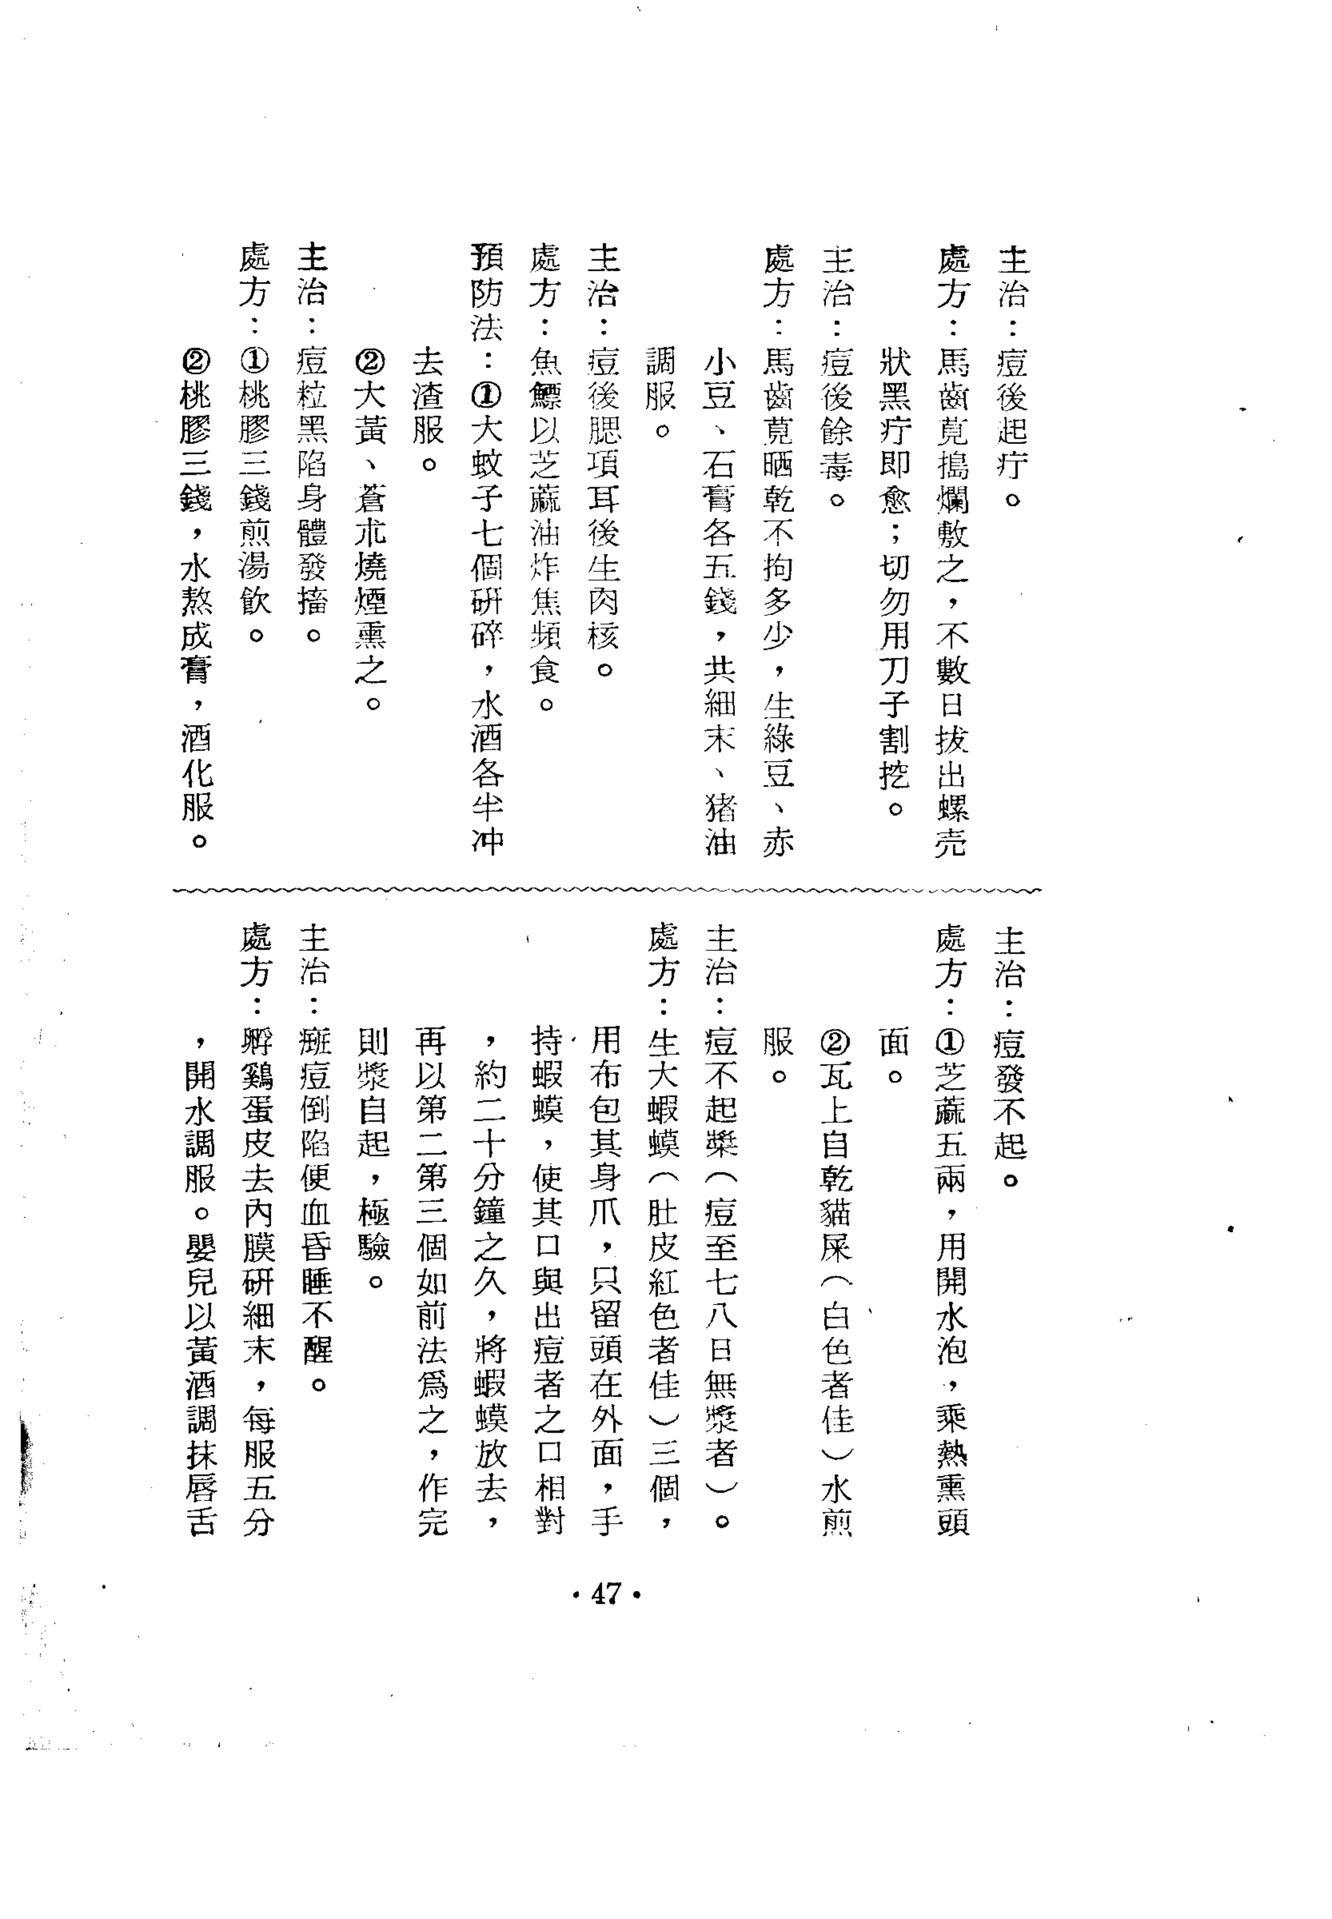 主治：痘後起疔。
處方：馬齒莧搗爛敷之，不數日拔出螺壳
狀黑疔即愈；切勿用刀子割挖。
主治：痘後餘毒。
處方：馬齒莧晒乾不拘多少，生綠豆、赤
小豆、石膏各五錢，共細末、猪油
調服。
主治：痘後腮項耳後生肉核。
處方：魚鰾以芝蔴油炸焦頻食。
預防法：①大蚊子七個研碎，水酒各半冲
去渣服。
②大黃、蒼朮燒煙熏之。
主治：痘粒黑陷身體發搐。
處方：①桃膠三錢煎湯飲。
②桃膠三錢，水熬成膏，酒化服。
主治：痘發不起。
處方：①芝蔴五兩，用開水泡，乘熱熏頭
面。
②瓦上自乾貓屎（白色者佳）水煎
服。
主治：痘不起漿（痘至七八日無漿者）。
處方：生大蝦蟆（肚皮紅色者佳）三個，
用布包其身爪，只留頭在外面，手
持蝦蟆，使其口與出痘者之口相對
，約二十分鐘之久，將蝦蟆放去，
再以第二第三個如前法爲之，作完
則漿自起，極驗。
主治：癍痘倒陷便血昏睡不醒。
處方：孵鷄蛋皮去內膜研細末，每服五分
，開水調服。嬰兒以黃酒調抹唇舌
•47•